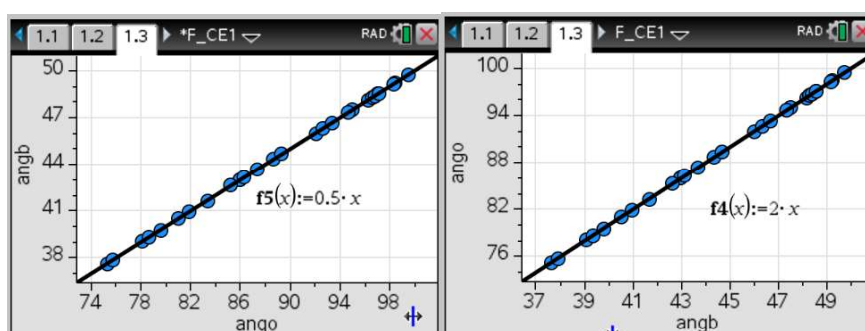 1.1 1.2 1.3 *F_CE1 RAD
50
47
44
41
38
angb
f5(x):=0.5·x
74 78 82 86 90 94 98
ango
1.1 1.2 1.3 F_CE1 RAD
100
94
88
82
76
ango
f4(x):=2·x
37 39 41 43 45 47 49
angb